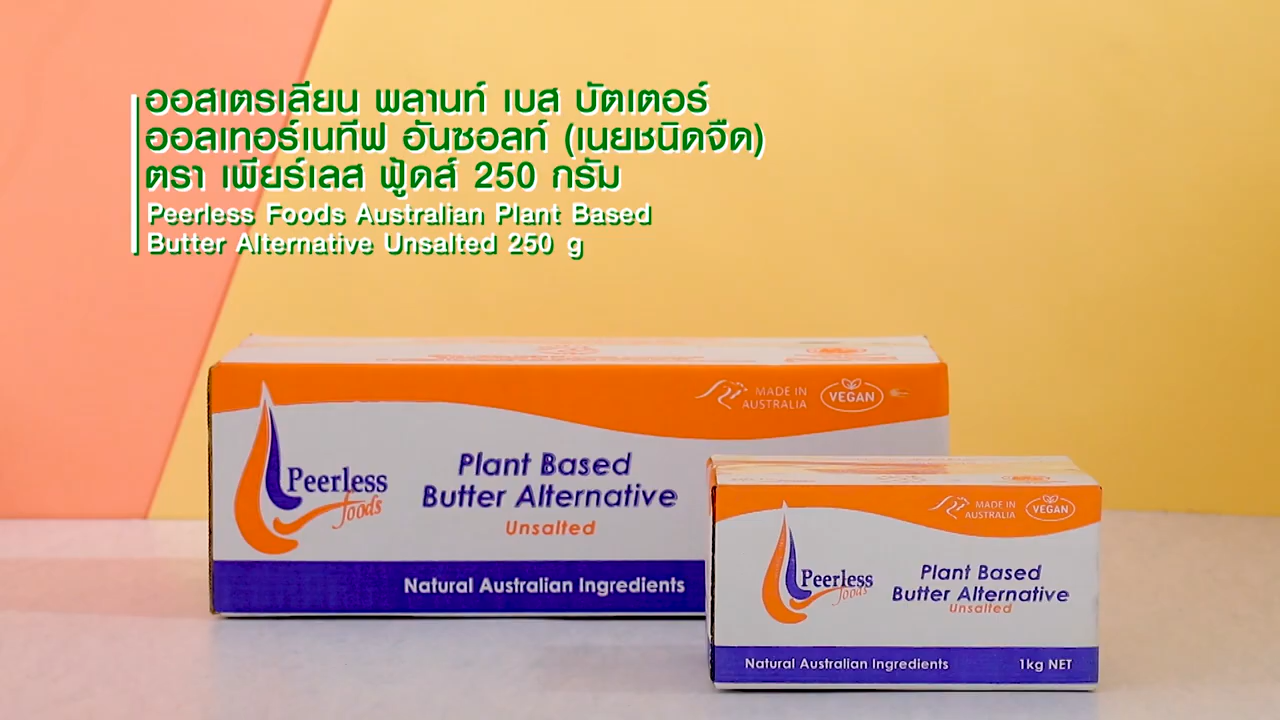 ออสเตรเลียน พลานท์ เบส บัตเตอร์
ออลเทอร์เนทีฟ อันซอลท์ (เนยชนิดจืด)
ตรา เพียร์เลส ฟู้ดส์ 250 กรัม
Peerless Foods Australian Plant Based
Butter Alternative Unsalted 250 g
MADE IN
AUSTRALIA
VEGAN
Peerless
foods
Plant Based
Butter Alternative
Unsalted
Natural Australian Ingredients
MADE IN
AUSTRALIA
VEGAN
Peerless
foods
Plant Based
Butter Alternative
Unsalted
Natural Australian Ingredients
1kg NET